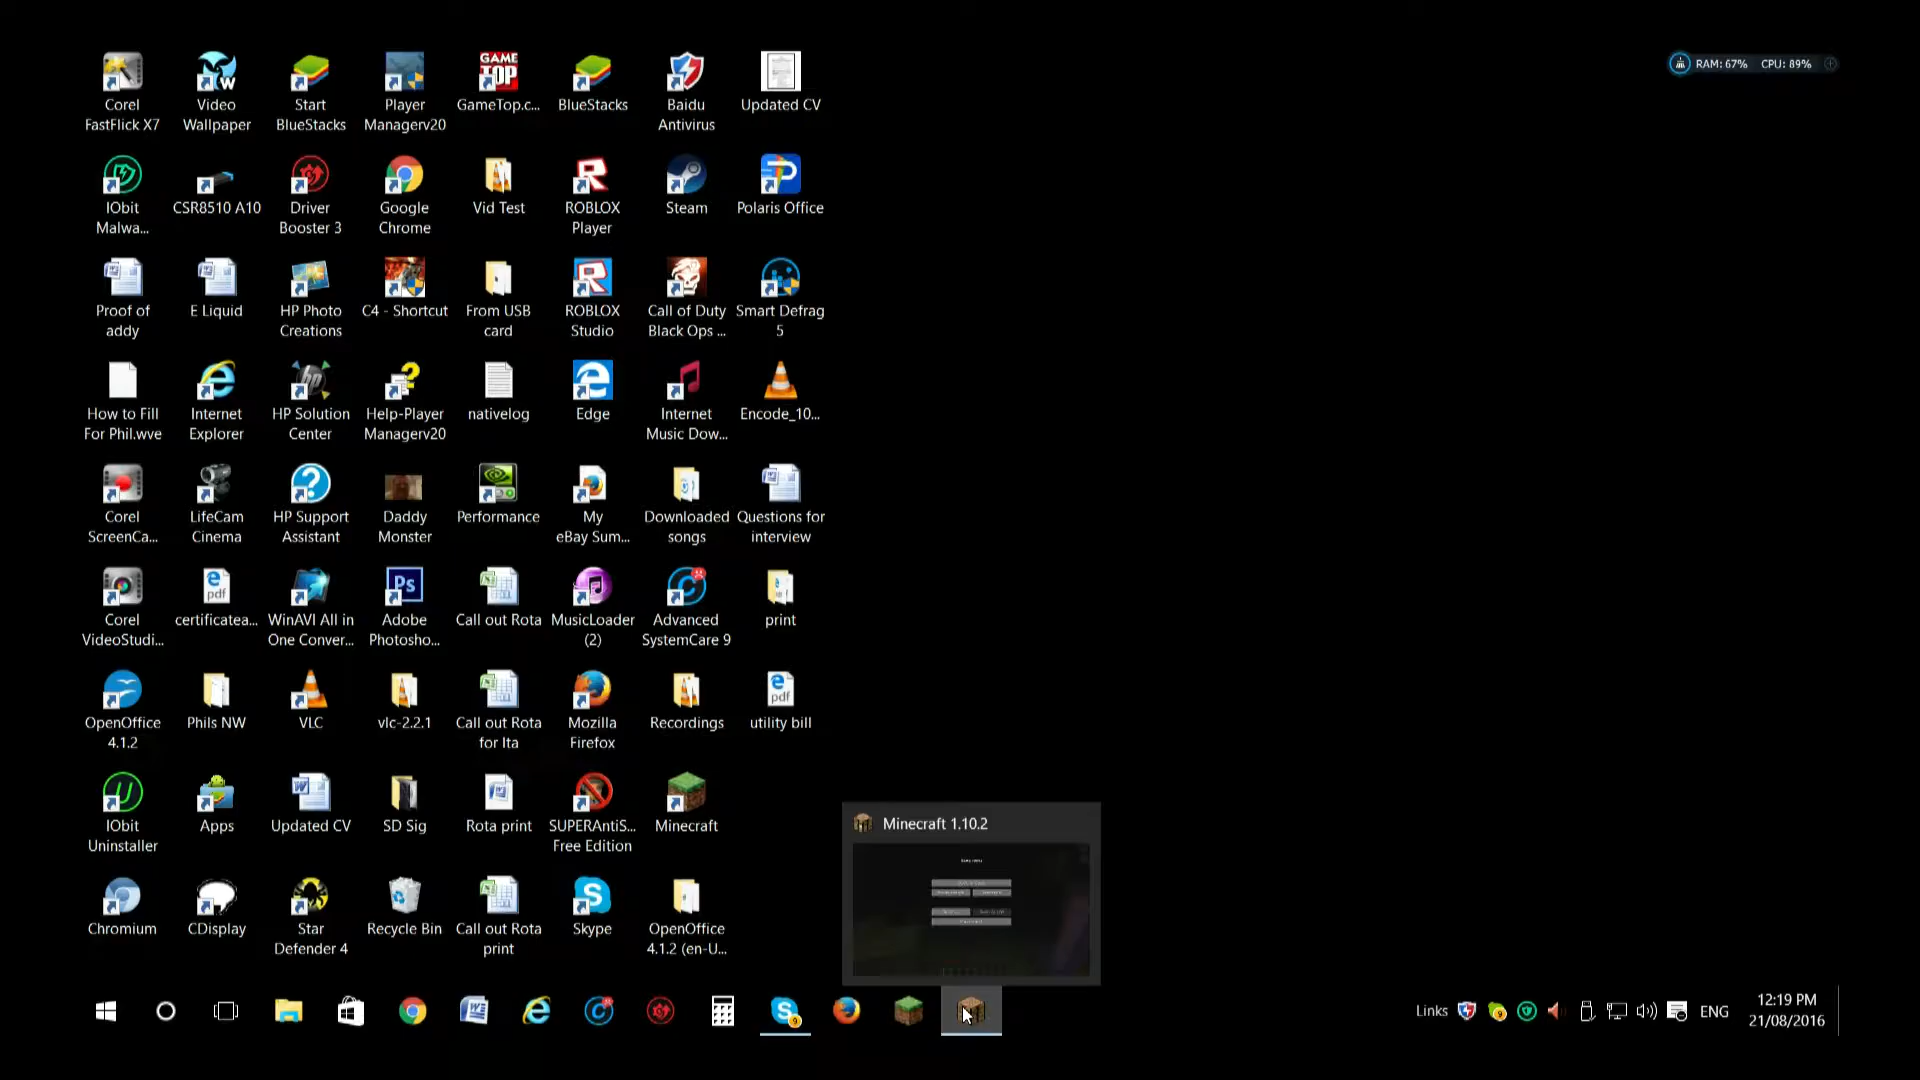 RAM: 67% CPU: 89%
Corel
FastFlick X7
Video
Wallpaper
Start
BlueStacks
Player
Managerv20
GAME
TOP
GameTop.c...
BlueStacks
Baidu
Antivirus
Updated CV
IObit
Malwa...
CSR8510 A10
Driver
Booster 3
Google
Chrome
Vid Test
ROBLOX
Player
Steam
Polaris Office
Proof of
addy
E Liquid
HP Photo
Creations
C4 - Shortcut
From USB
card
ROBLOX
Studio
Call of Duty
Black Ops ...
Smart Defrag
5
How to Fill
For Phil.wve
Internet
Explorer
HP Solution
Center
Help-Player
Managerv20
nativelog
Edge
Internet
Music Dow...
Encode_10...
Corel
ScreenCa...
LifeCam
Cinema
HP Support
Assistant
Daddy
Monster
Performance
My
eBay Sum...
Downloaded
songs
Questions for
interview
Corel
VideoStudi...
pdf
certificatea...
WinAVI All in
One Conver...
Ps
Adobe
Photosho...
Call out Rota
MusicLoader
(2)
Advanced
SystemCare 9
print
OpenOffice
4.1.2
Phils NW
VLC
vlc-2.2.1
Call out Rota
for Ita
Mozilla
Firefox
Recordings
pdf
utility bill
IObit
Uninstaller
Apps
Updated CV
SD Sig
Rota print
SUPERAntiS...
Free Edition
Minecraft
Minecraft 1.10.2
Chromium
CDisplay
Star
Defender 4
Recycle Bin
Call out Rota
print
Skype
OpenOffice
4.1.2 (en-U...
Links
ENG
12:19 PM
21/08/2016